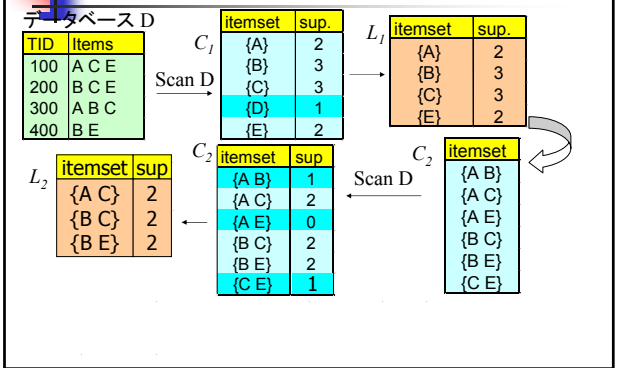 データベース D
TID Items
100 A C E
200 B C E
300 A B C
400 B E
Scan D
C1
itemset sup.
{A} 2
{B} 3
{C} 3
{D} 1
{E} 2
L1
itemset sup.
{A} 2
{B} 3
{C} 3
{E} 2
C2
itemset
{A B}
{A C}
{A E}
{B C}
{B E}
{C E}
Scan D
C2
itemset sup
{A B} 1
{A C} 2
{A E} 0
{B C} 2
{B E} 2
{C E} 1
L2
itemset sup
{A C} 2
{B C} 2
{B E} 2